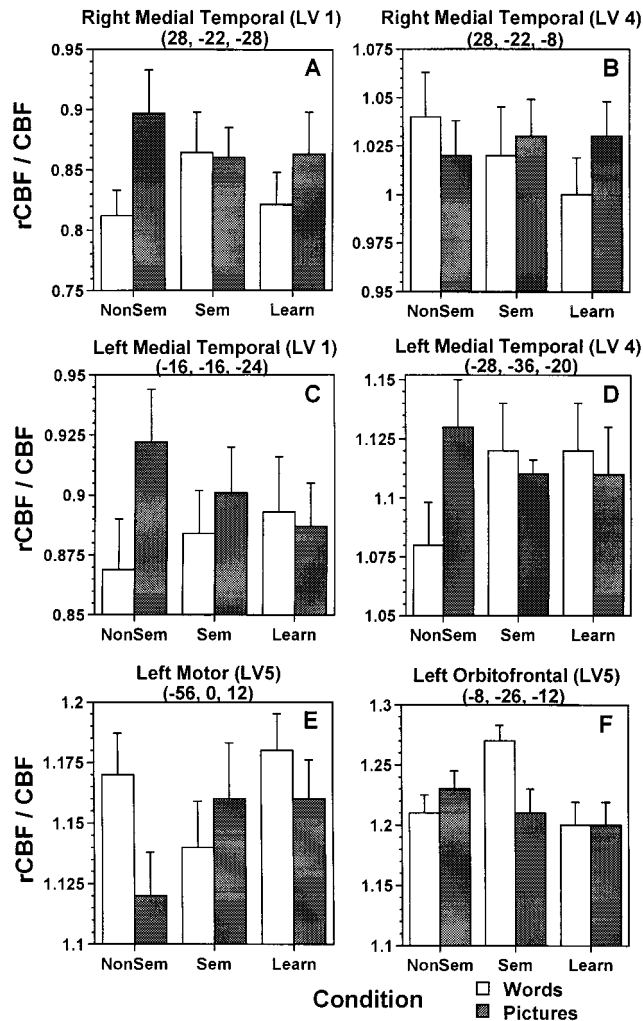 Right Medial Temporal (LV 1)
(28, -22, -28)
A
0.95
0.9
0.85
0.8
0.75
rCBF / CBF
NonSem Sem Learn
Right Medial Temporal (LV 4)
(28, -22, -8)
B
1.075
1.05
1.025
1
0.975
0.95
NonSem Sem Learn
Left Medial Temporal (LV 1)
(-16, -16, -24)
C
0.95
0.925
0.9
0.875
0.85
rCBF / CBF
NonSem Sem Learn
Left Medial Temporal (LV 4)
(-28, -36, -20)
D
1.15
1.125
1.1
1.075
1.05
NonSem Sem Learn
Left Motor (LV5)
(-56, 0, 12)
E
1.2
1.175
1.15
1.125
1.1
rCBF / CBF
NonSem Sem Learn
Left Orbitofrontal (LV5)
(-8, -26, -12)
F
1.3
1.25
1.2
1.15
1.1
NonSem Sem Learn
Condition
Words
Pictures